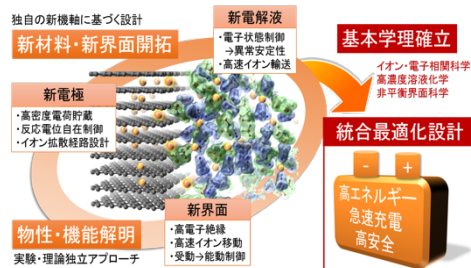 独自の新機軸に基づく設計
新材料・新界面開拓
新電解液
・電子状態制御
→異常安定性
・高速イオン輸送
新電極
・高密度電荷貯蔵
・反応電位自在制御
・イオン拡散経路設計
新界面
・高電子絶縁
・高速イオン移動
・受動→能動制御
物性・機能解明
実験・理論独立アプローチ
基本学理確立
イオン・電子相関科学
高濃度溶液化学
非平衡界面科学
統合最適化設計
- +
高エネルギー
急速充電
高安全